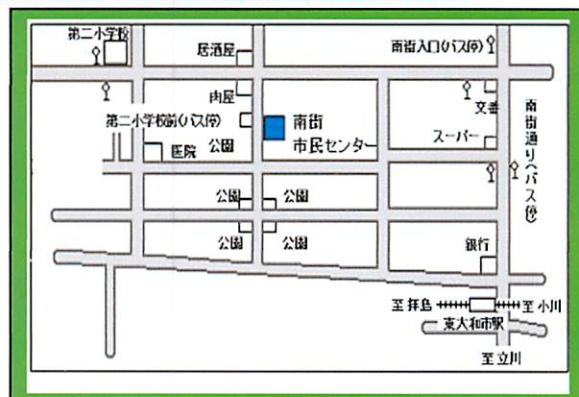 第二小学校
居酒屋
南街入口(バス停)
肉屋
交番
第二小学校前(バス停)
南街
市民センター
医院
公園
スーパー
南街通り(バス停)
公園
公園
公園
公園
銀行
至拝島
至小川
東大和市駅
至立川